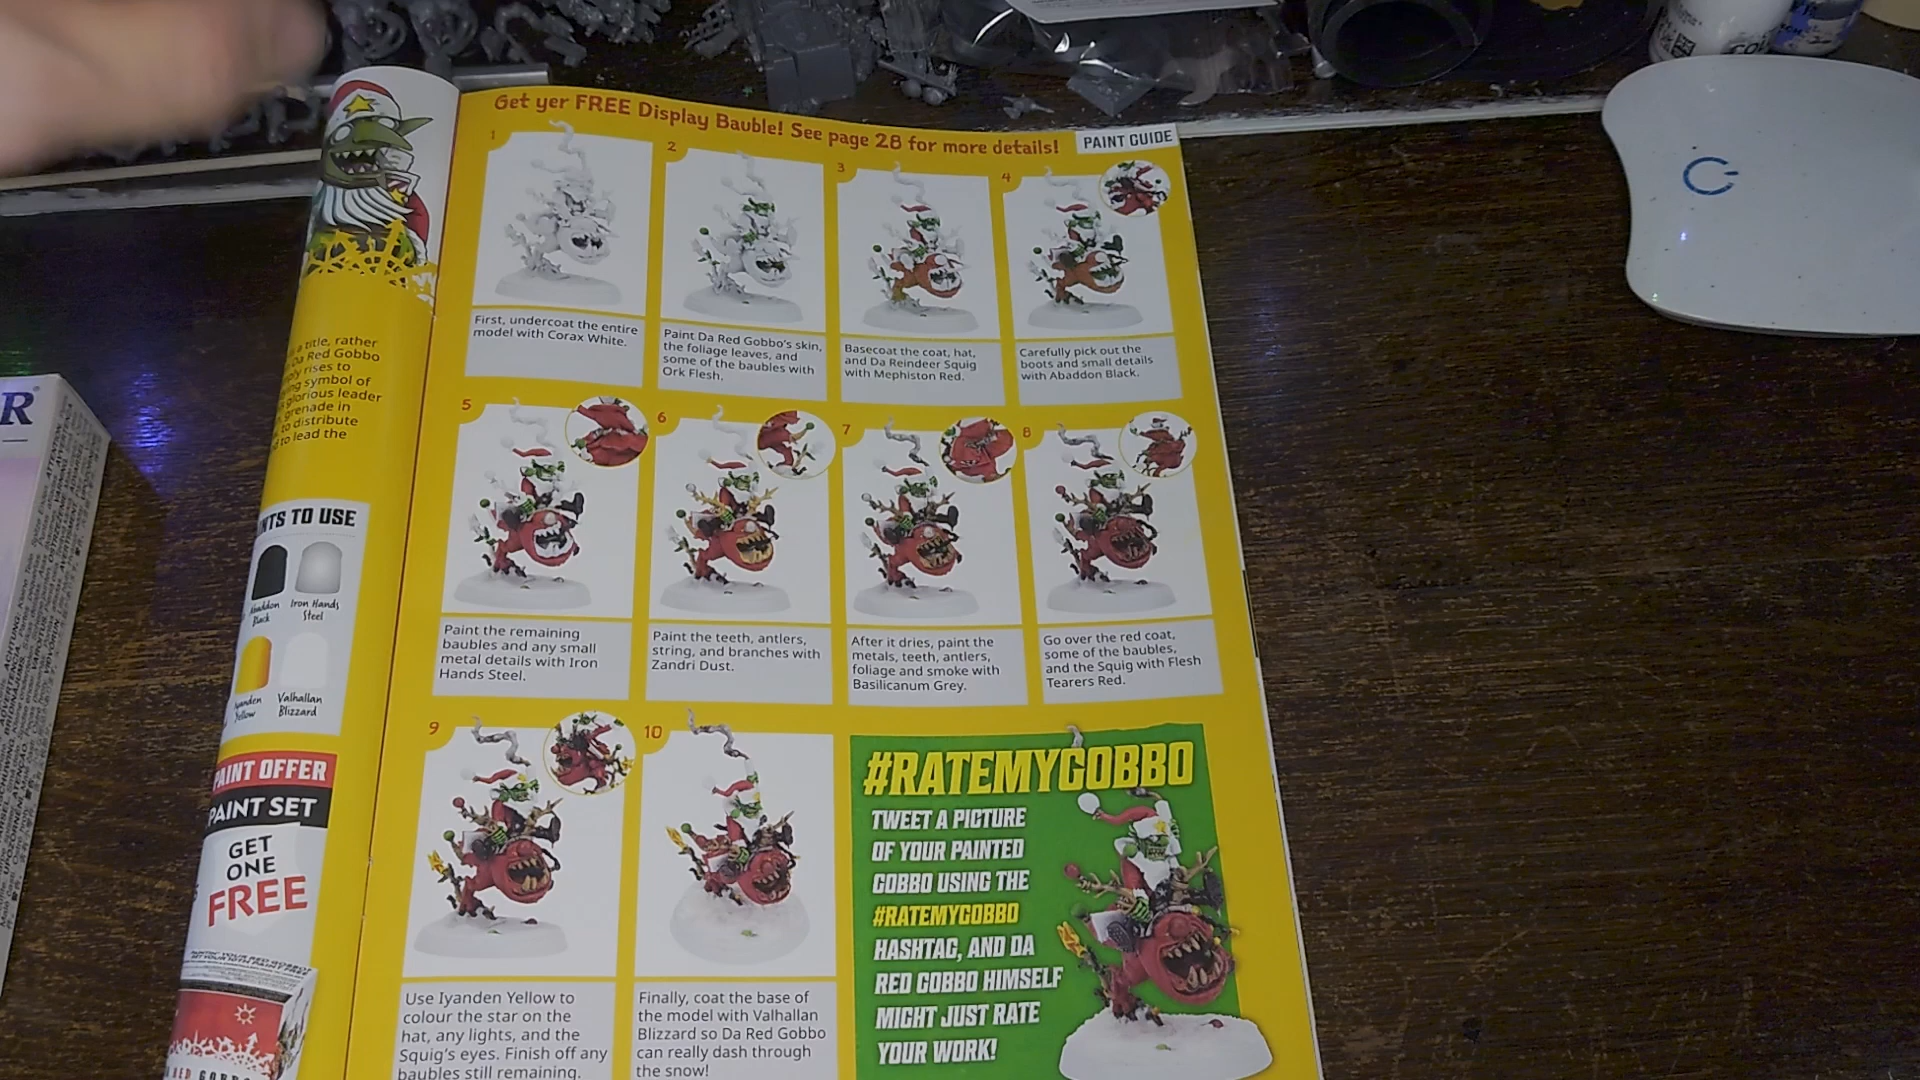 Get yer FREE Display Bauble! See page 28 for more details!
PAINT GUIDE
1
First, undercoat the entire
model with Corax White.
2
Paint Da Red Gobbo's skin,
the foliage leaves, and
some of the baubles with
Ork Flesh.
3
Basecoat the coat, hat,
and Da Reindeer Squig
with Mephiston Red.
4
Carefully pick out the
boots and small details
with Abaddon Black.
5
Paint the remaining
baubles and any small
metal details with Iron
Hands Steel.
6
Paint the teeth, antlers,
string, and branches with
Zandri Dust.
7
After it dries, paint the
metals, teeth, antlers,
foliage and smoke with
Basilicanum Grey.
8
Go over the red coat,
some of the baubles,
and the Squig with Flesh
Tearers Red.
9
Use Iyanden Yellow to
colour the star on the
hat, any lights, and the
Squig's eyes. Finish off any
baubles still remaining.
10
Finally, coat the base of
the model with Valhallan
Blizzard so Da Red Gobbo
can really dash through
the snow!
#RATEMYGOBBO
TWEET A PICTURE
OF YOUR PAINTED
GOBBO USING THE
#RATEMYGOBBO
HASHTAG, AND DA
RED GOBBO HIMSELF
MIGHT JUST RATE
YOUR WORK!
a title, rather
Da Red Gobbo
rises to
symbol of
glorious leader
grenade in
to distribute
to lead the
NTS TO USE
Abaddon
Black
Iron Hands
Steel
Iyanden
Yellow
Valhallan
Blizzard
PAINT OFFER
PAINT SET
GET
ONE
FREE
RED GOBB
R